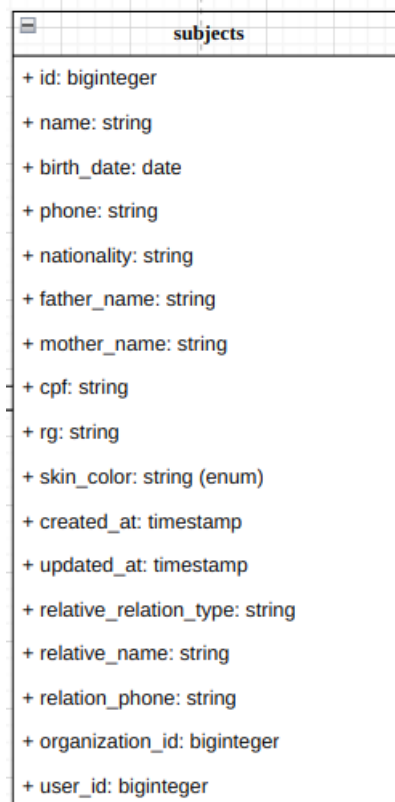 subjects
+ id: biginteger
+ name: string
+ birth_date: date
+ phone: string
+ nationality: string
+ father_name: string
+ mother_name: string
+ cpf: string
+ rg: string
+ skin_color: string (enum)
+ created_at: timestamp
+ updated_at: timestamp
+ relative_relation_type: string
+ relative_name: string
+ relation_phone: string
+ organization_id: biginteger
+ user_id: biginteger